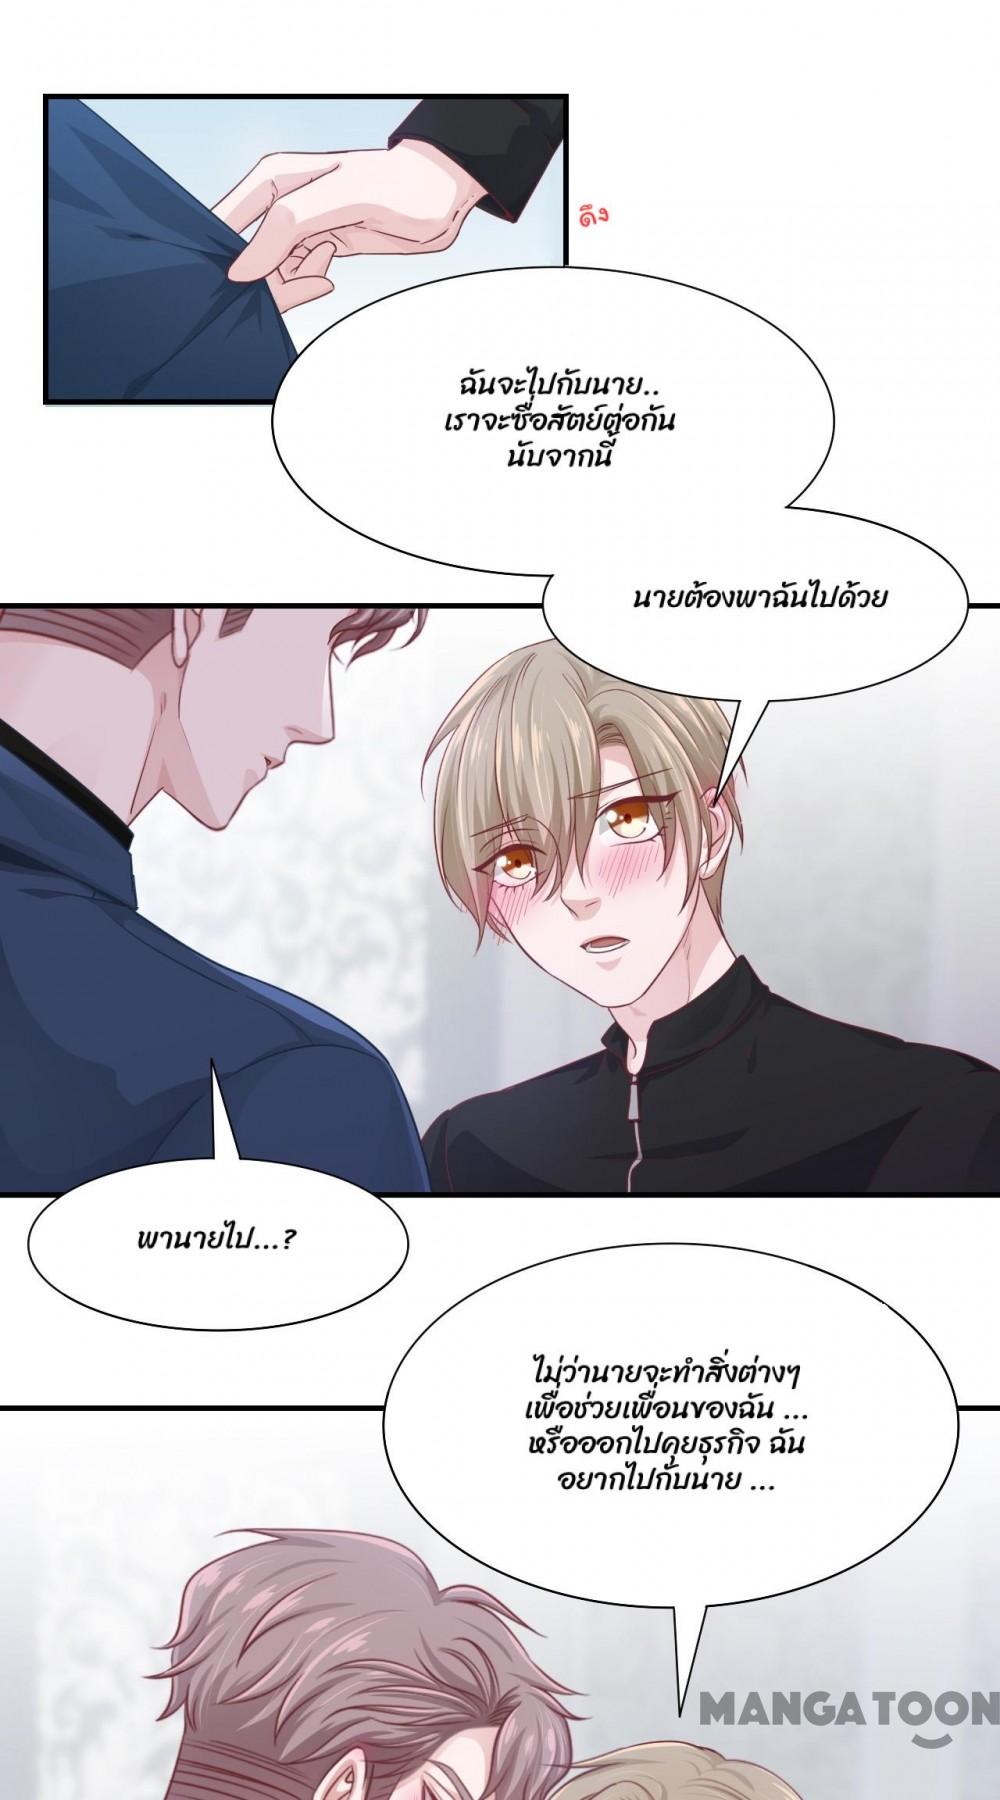 ดึง
ฉันจะไปกับนาย..
เราจะซื่อสัตย์ต่อกัน
นับจากนี้
นายต้องพาฉันไปด้วย
พานายไป...?
ไม่ว่านายจะทำสิ่งต่างๆ
เพื่อช่วยเพื่อนของฉัน ...
หรือออกไปคุยธุรกิจ ฉัน
อยากไปกับนาย ...
MANGATOON